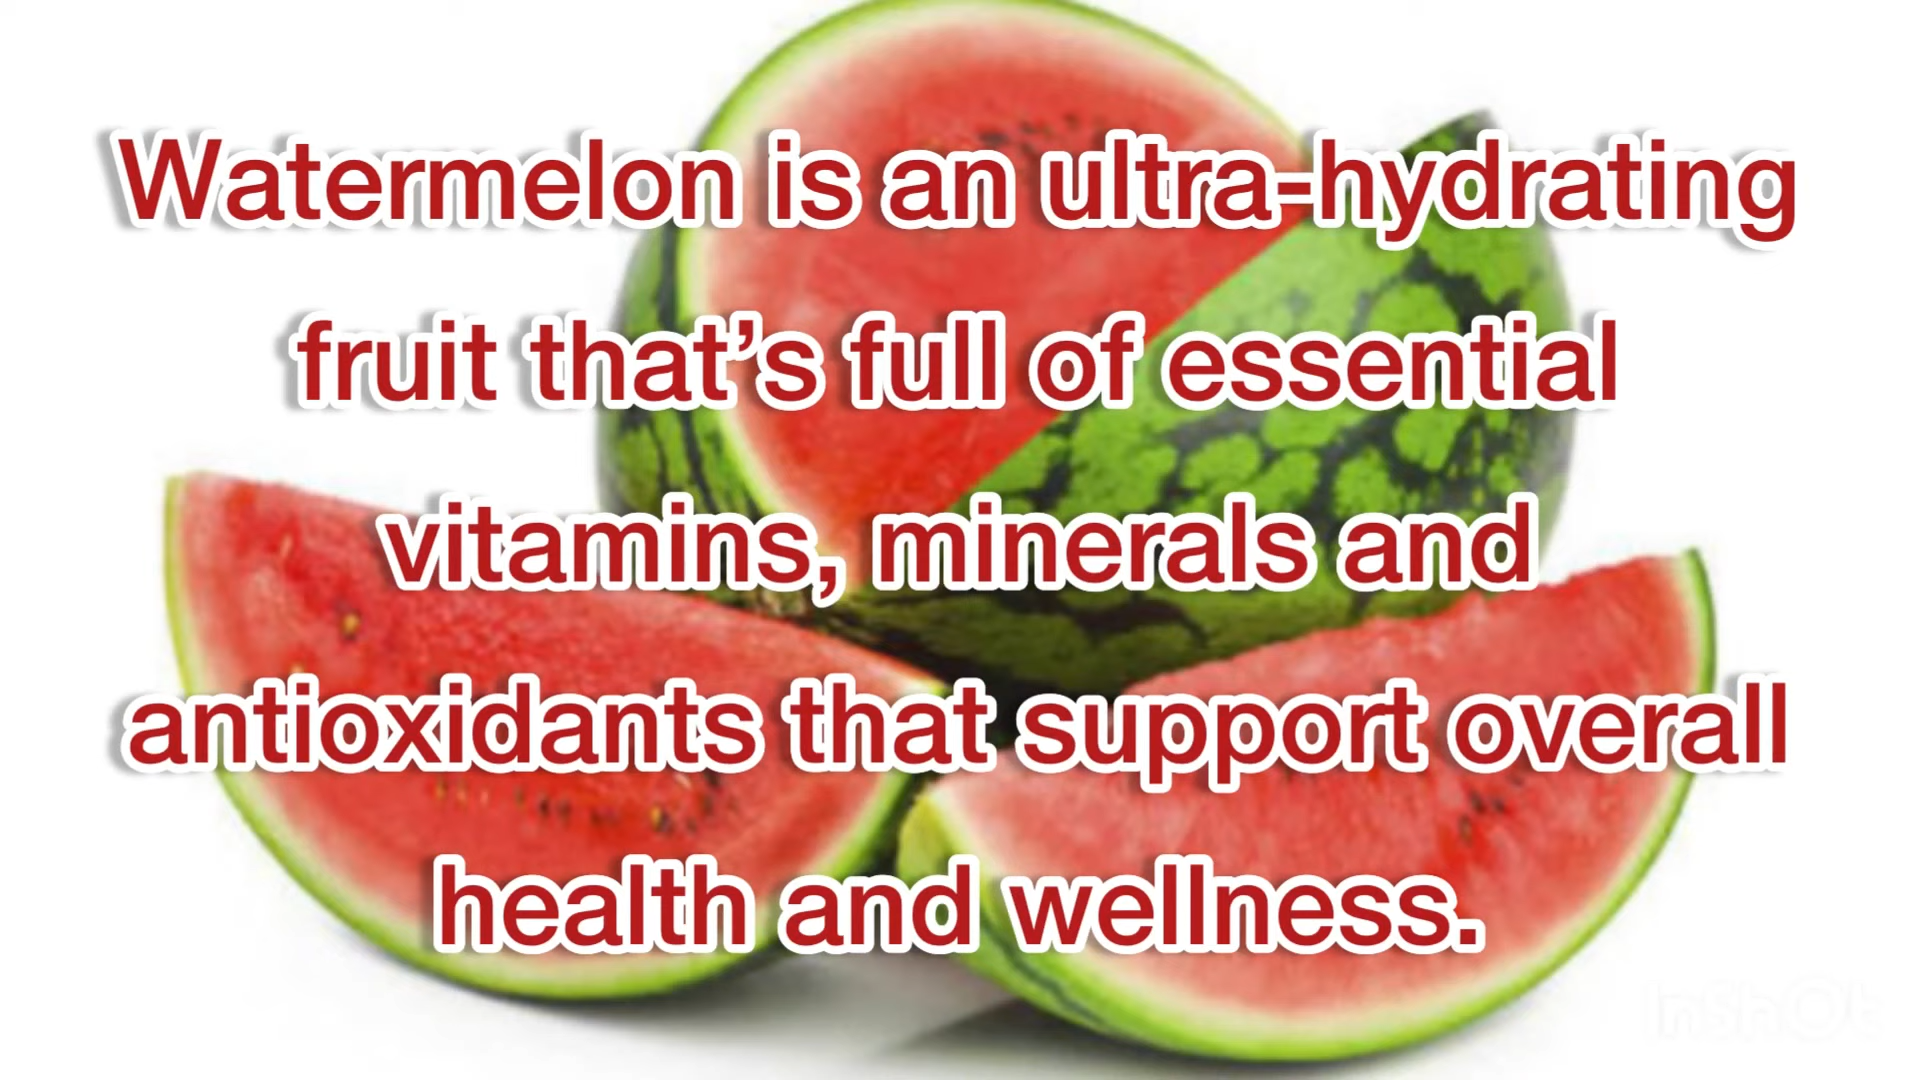 Watermelon is an ultra-hydrating
fruit that’s full of essential
vitamins, minerals and
antioxidants that support overall
health and wellness.
InShOt